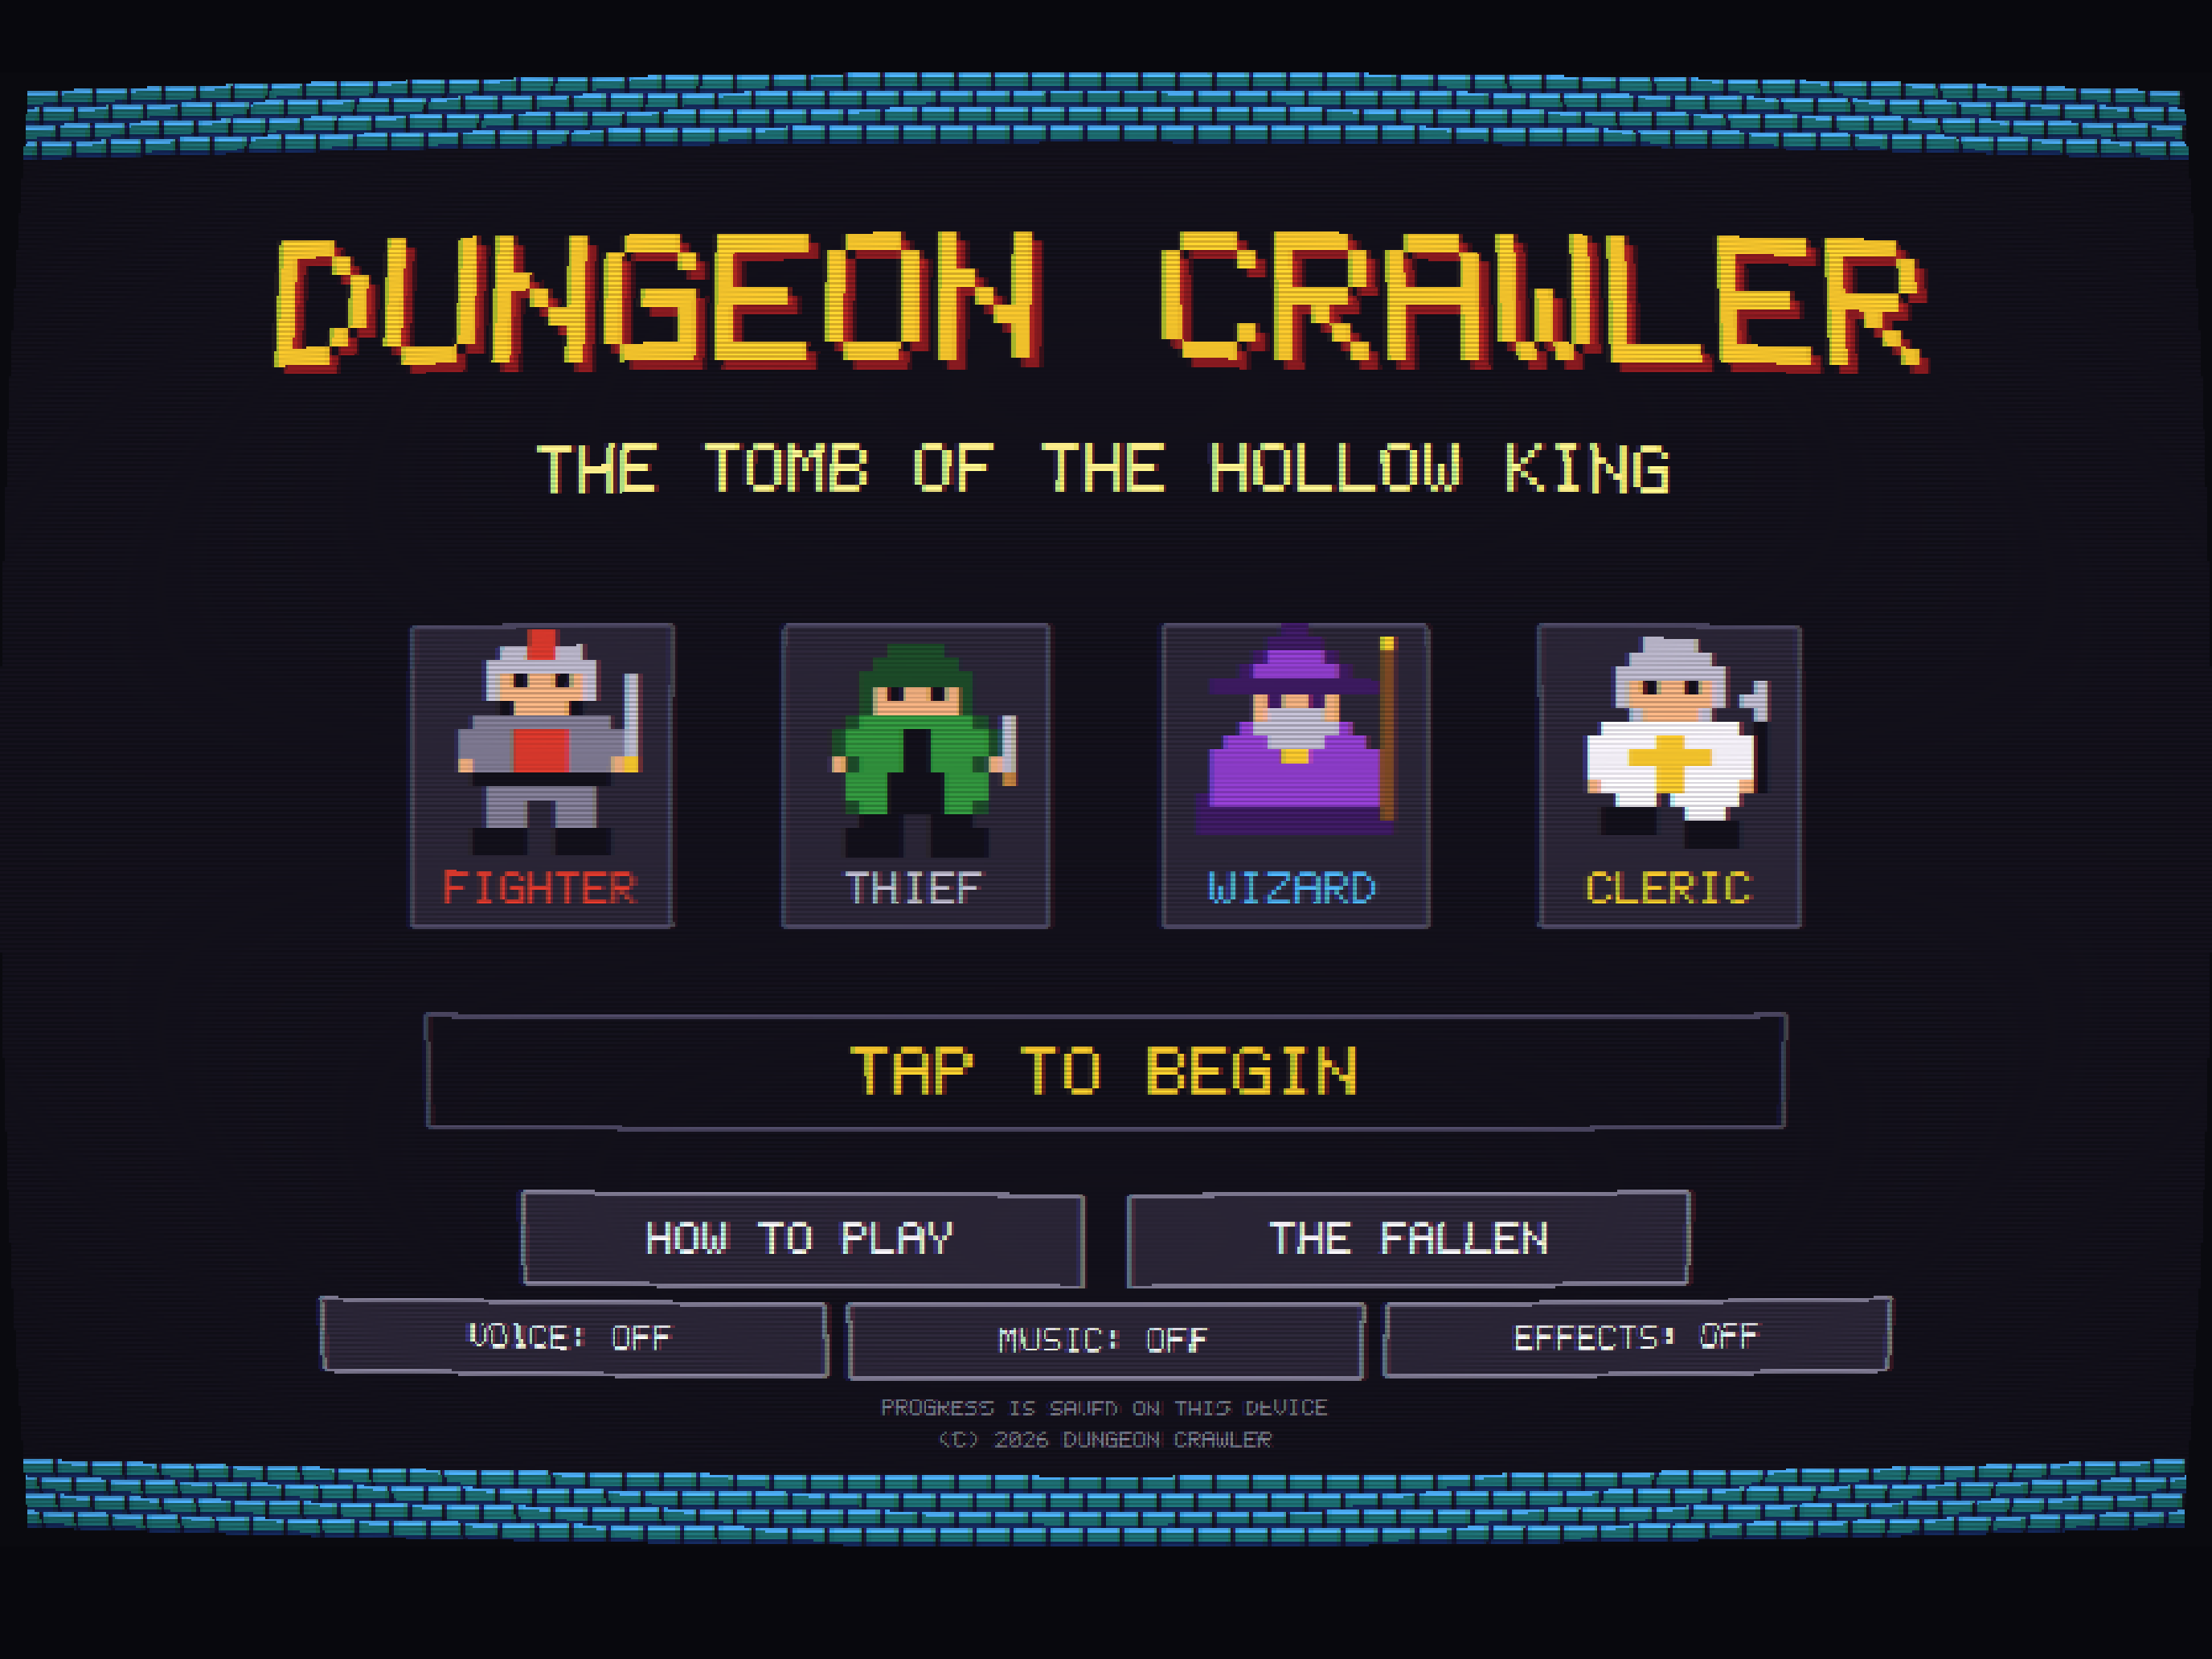 DUNGEON CRAWLER
THE TOMB OF THE HOLLOW KING
FIGHTER THIEF WIZARD CLERIC
TAP TO BEGIN
HOW TO PLAY THE FALLEN
VOICE: OFF MUSIC: OFF EFFECTS: OFF
PROGRESS IS SAVED ON THIS DEVICE
(C) 2026 DUNGEON CRAWLER